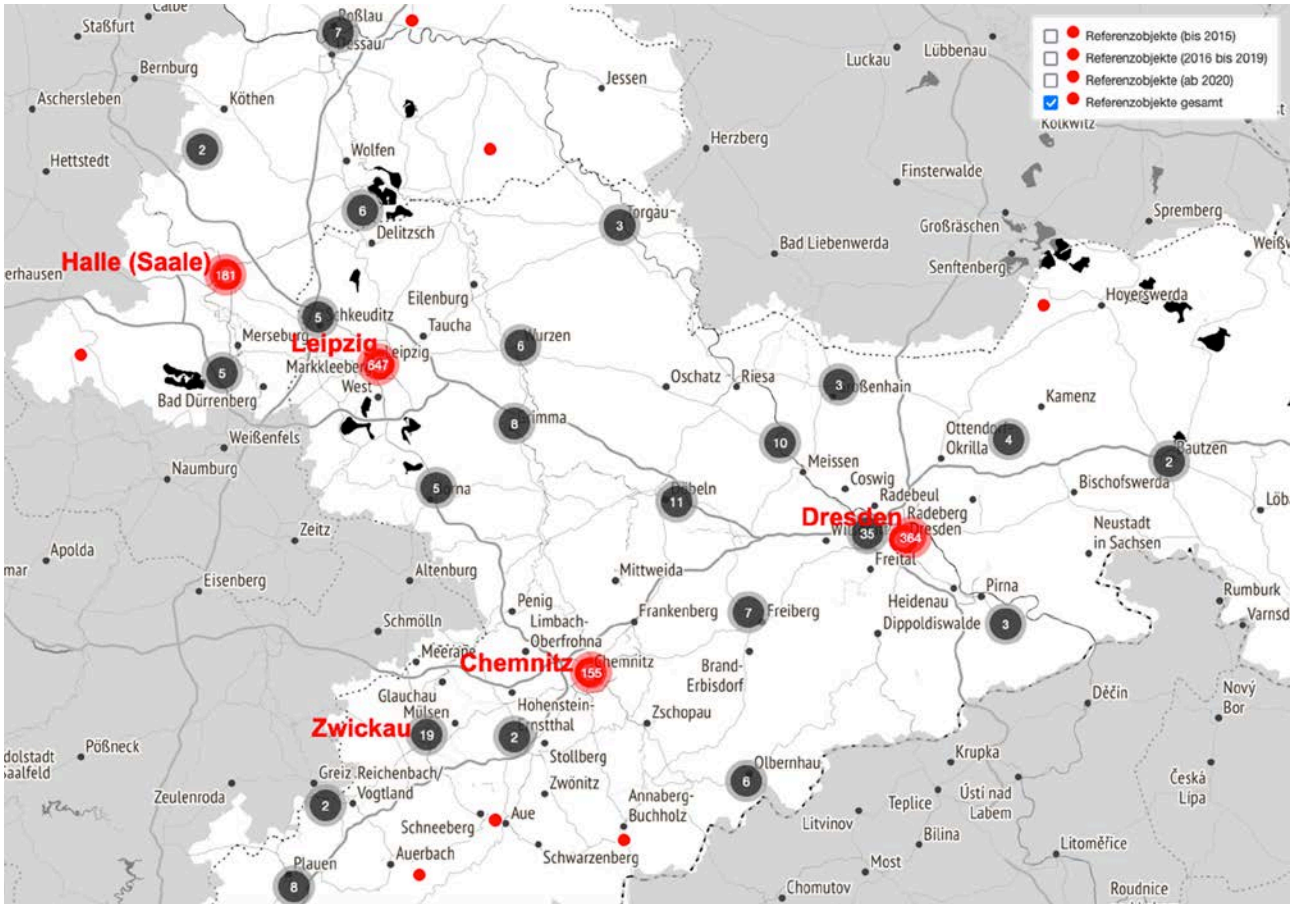 Calbe
Staßfurt
Roßlau
7
Dessau
Bernburg
Jessen
Luckau
Lübbenau
Referenzobjekte (bis 2015)
Referenzobjekte (2016 bis 2019)
Referenzobjekte (ab 2020)
Referenzobjekte gesamt
Aschersleben
Köthen
Kolkwitz
Herzberg
2
Wolfen
Hettstedt
Finsterwalde
6
Torgau
3
Delitzsch
Großräschen
Spremberg
Bad Liebenwerda
Halle (Saale)
181
Senftenberg
Eilenburg
Hoyerswerda
5
Schkeuditz
Merseburg
Taucha
Leipzig
Leipzig
647
Wurzen
6
Markkleeberg
West
5
Oschatz
Riesa
3
Großenhain
Bad Dürrenberg
Kamenz
8
Grimma
Ottendorf-
Okrilla
4
Weißenfels
10
Bautzen
2
Naumburg
Meissen
Coswig
Bischofswerda
5
Borna
11
Döbeln
Radebeul
Dresden
Radeberg
Dresden
35
364
Zeitz
Neustadt
in Sachsen
Apolda
Freital
Altenburg
Mittweida
Eisenberg
Pirna
Heidenau
Rumburk
Penig
Frankenberg
7
Freiberg
Dippoldiswalde
3
Limbach-
Oberfrohna
Schmölln
Meerane
Chemnitz
Chemnitz
155
Brand-
Erbisdorf
Glauchau
Děčín
Nový
Bor
Hohenstein-
Ernstthal
Mülsen
Zschopau
Zwickau
19
2
Stollberg
Pößneck
Krupka
Olbernhau
6
Česká
Lípa
Greiz
Reichenbach/
Vogtland
Zeulenroda
Zwönitz
2
Annaberg-
Buchholz
Teplice
Ústí nad
Labem
Schneeberg
Aue
Litvínov
Bilina
Auerbach
Schwarzenberg
Litoměřice
Plauen
8
Most
Chomutov
Roudnice